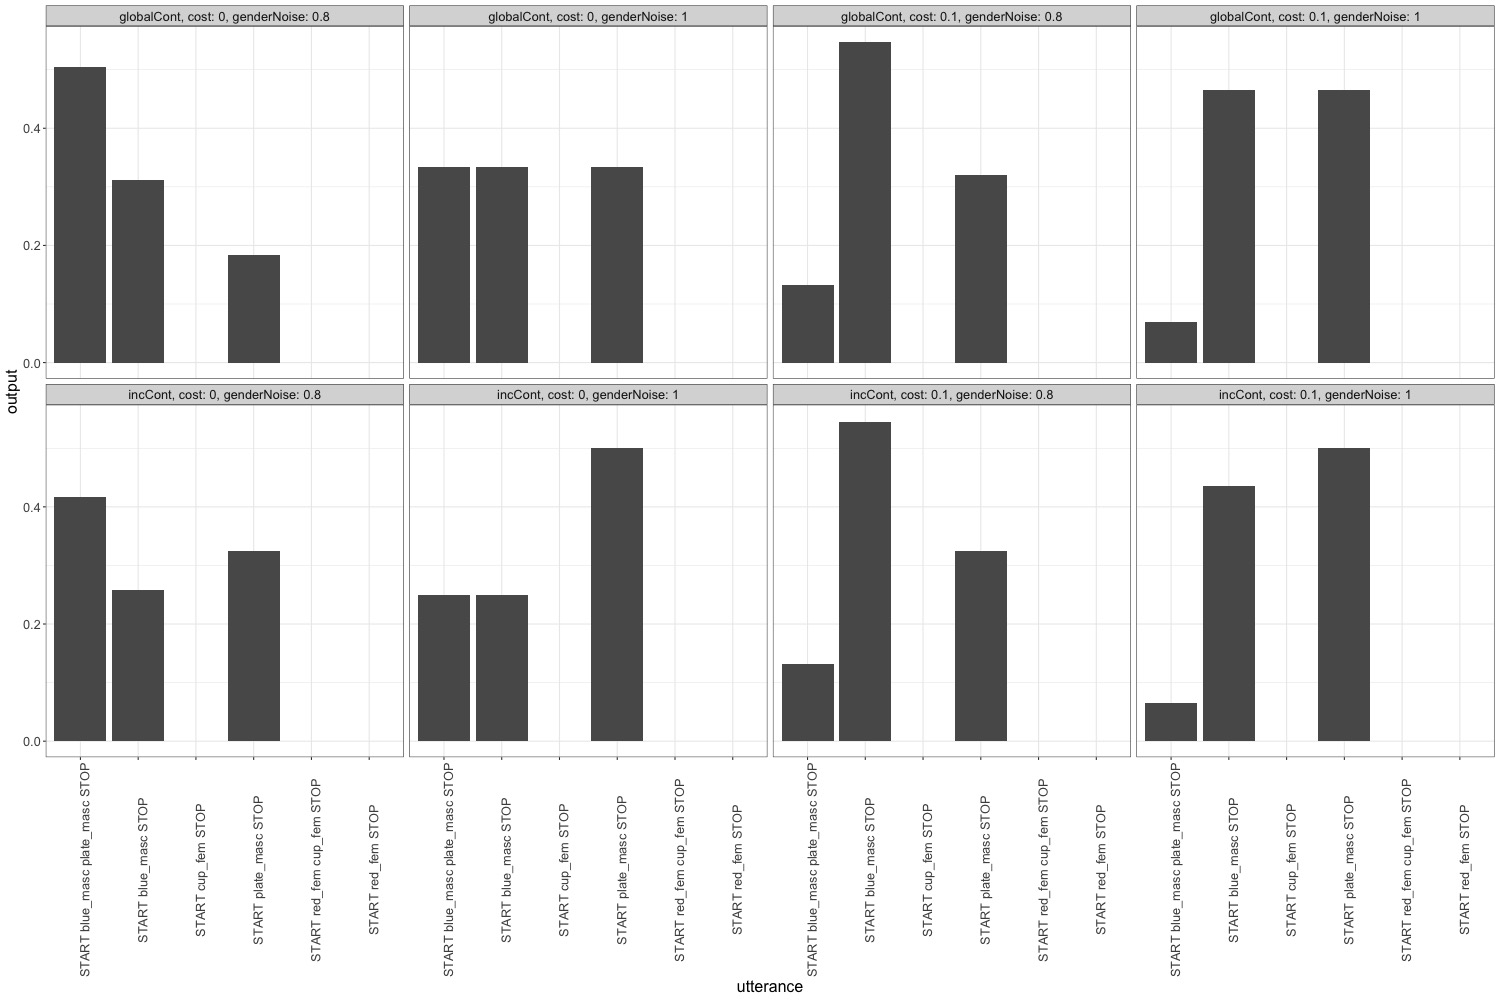 globalCont, cost: 0, genderNoise: 0.8
globalCont, cost: 0, genderNoise: 1
globalCont, cost: 0.1, genderNoise: 0.8
globalCont, cost: 0.1, genderNoise: 1
0.4
0.2
0.0
output
incCont, cost: 0, genderNoise: 0.8
incCont, cost: 0, genderNoise: 1
incCont, cost: 0.1, genderNoise: 0.8
incCont, cost: 0.1, genderNoise: 1
0.4
0.2
0.0
START blue_masc plate_masc STOP
START blue_masc STOP
START cup_fem STOP
START plate_masc STOP
START red_fem cup_fem STOP
START red_fem STOP
START blue_masc plate_masc STOP
START blue_masc STOP
START cup_fem STOP
START plate_masc STOP
START red_fem cup_fem STOP
START red_fem STOP
START blue_masc plate_masc STOP
START blue_masc STOP
START cup_fem STOP
START plate_masc STOP
START red_fem cup_fem STOP
START red_fem STOP
START blue_masc plate_masc STOP
START blue_masc STOP
START cup_fem STOP
START plate_masc STOP
START red_fem cup_fem STOP
START red_fem STOP
utterance